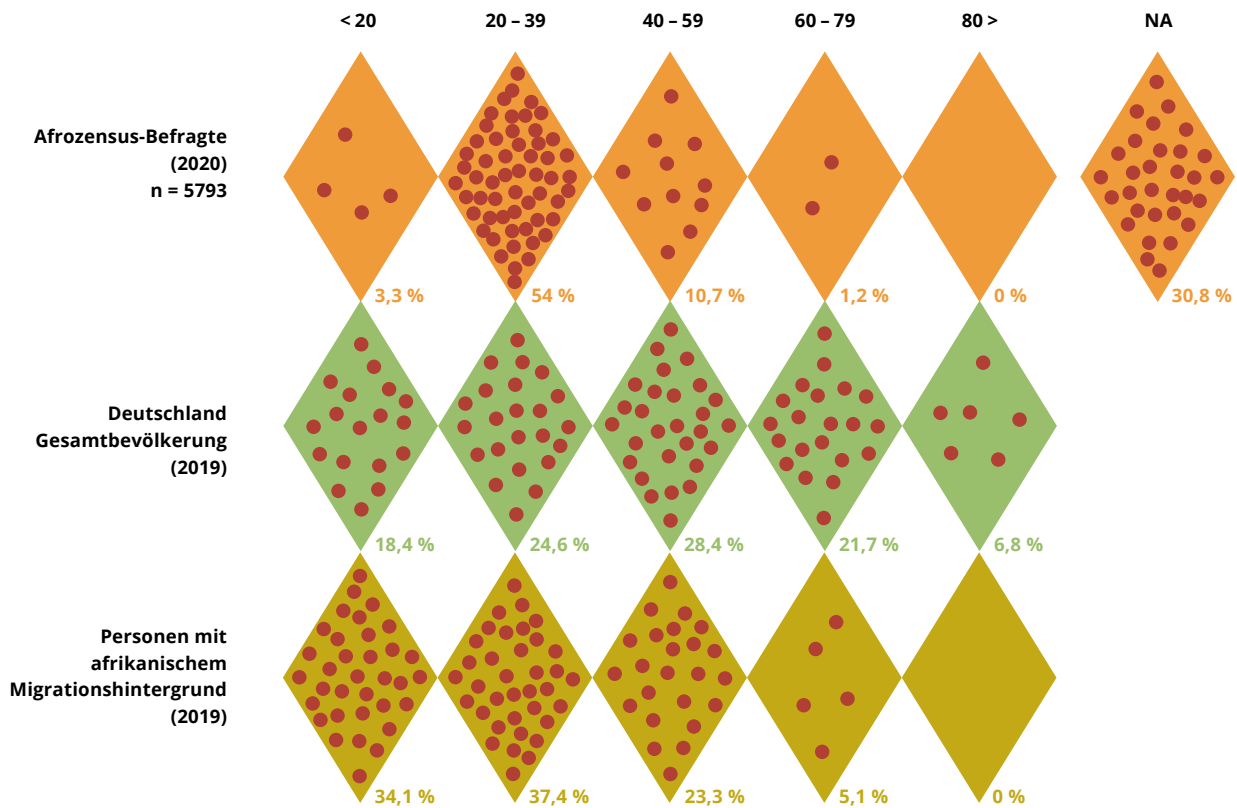 < 20 20 – 39 40 – 59 60 – 79 80 > NA
Afrozensus-Befragte
(2020)
n = 5793
3,3 % 54 % 10,7 % 1,2 % 0 % 30,8 %
Deutschland
Gesamtbevölkerung
(2019)
18,4 % 24,6 % 28,4 % 21,7 % 6,8 %
Personen mit
afrikanischem
Migrationshintergrund
(2019)
34,1 % 37,4 % 23,3 % 5,1 % 0 %